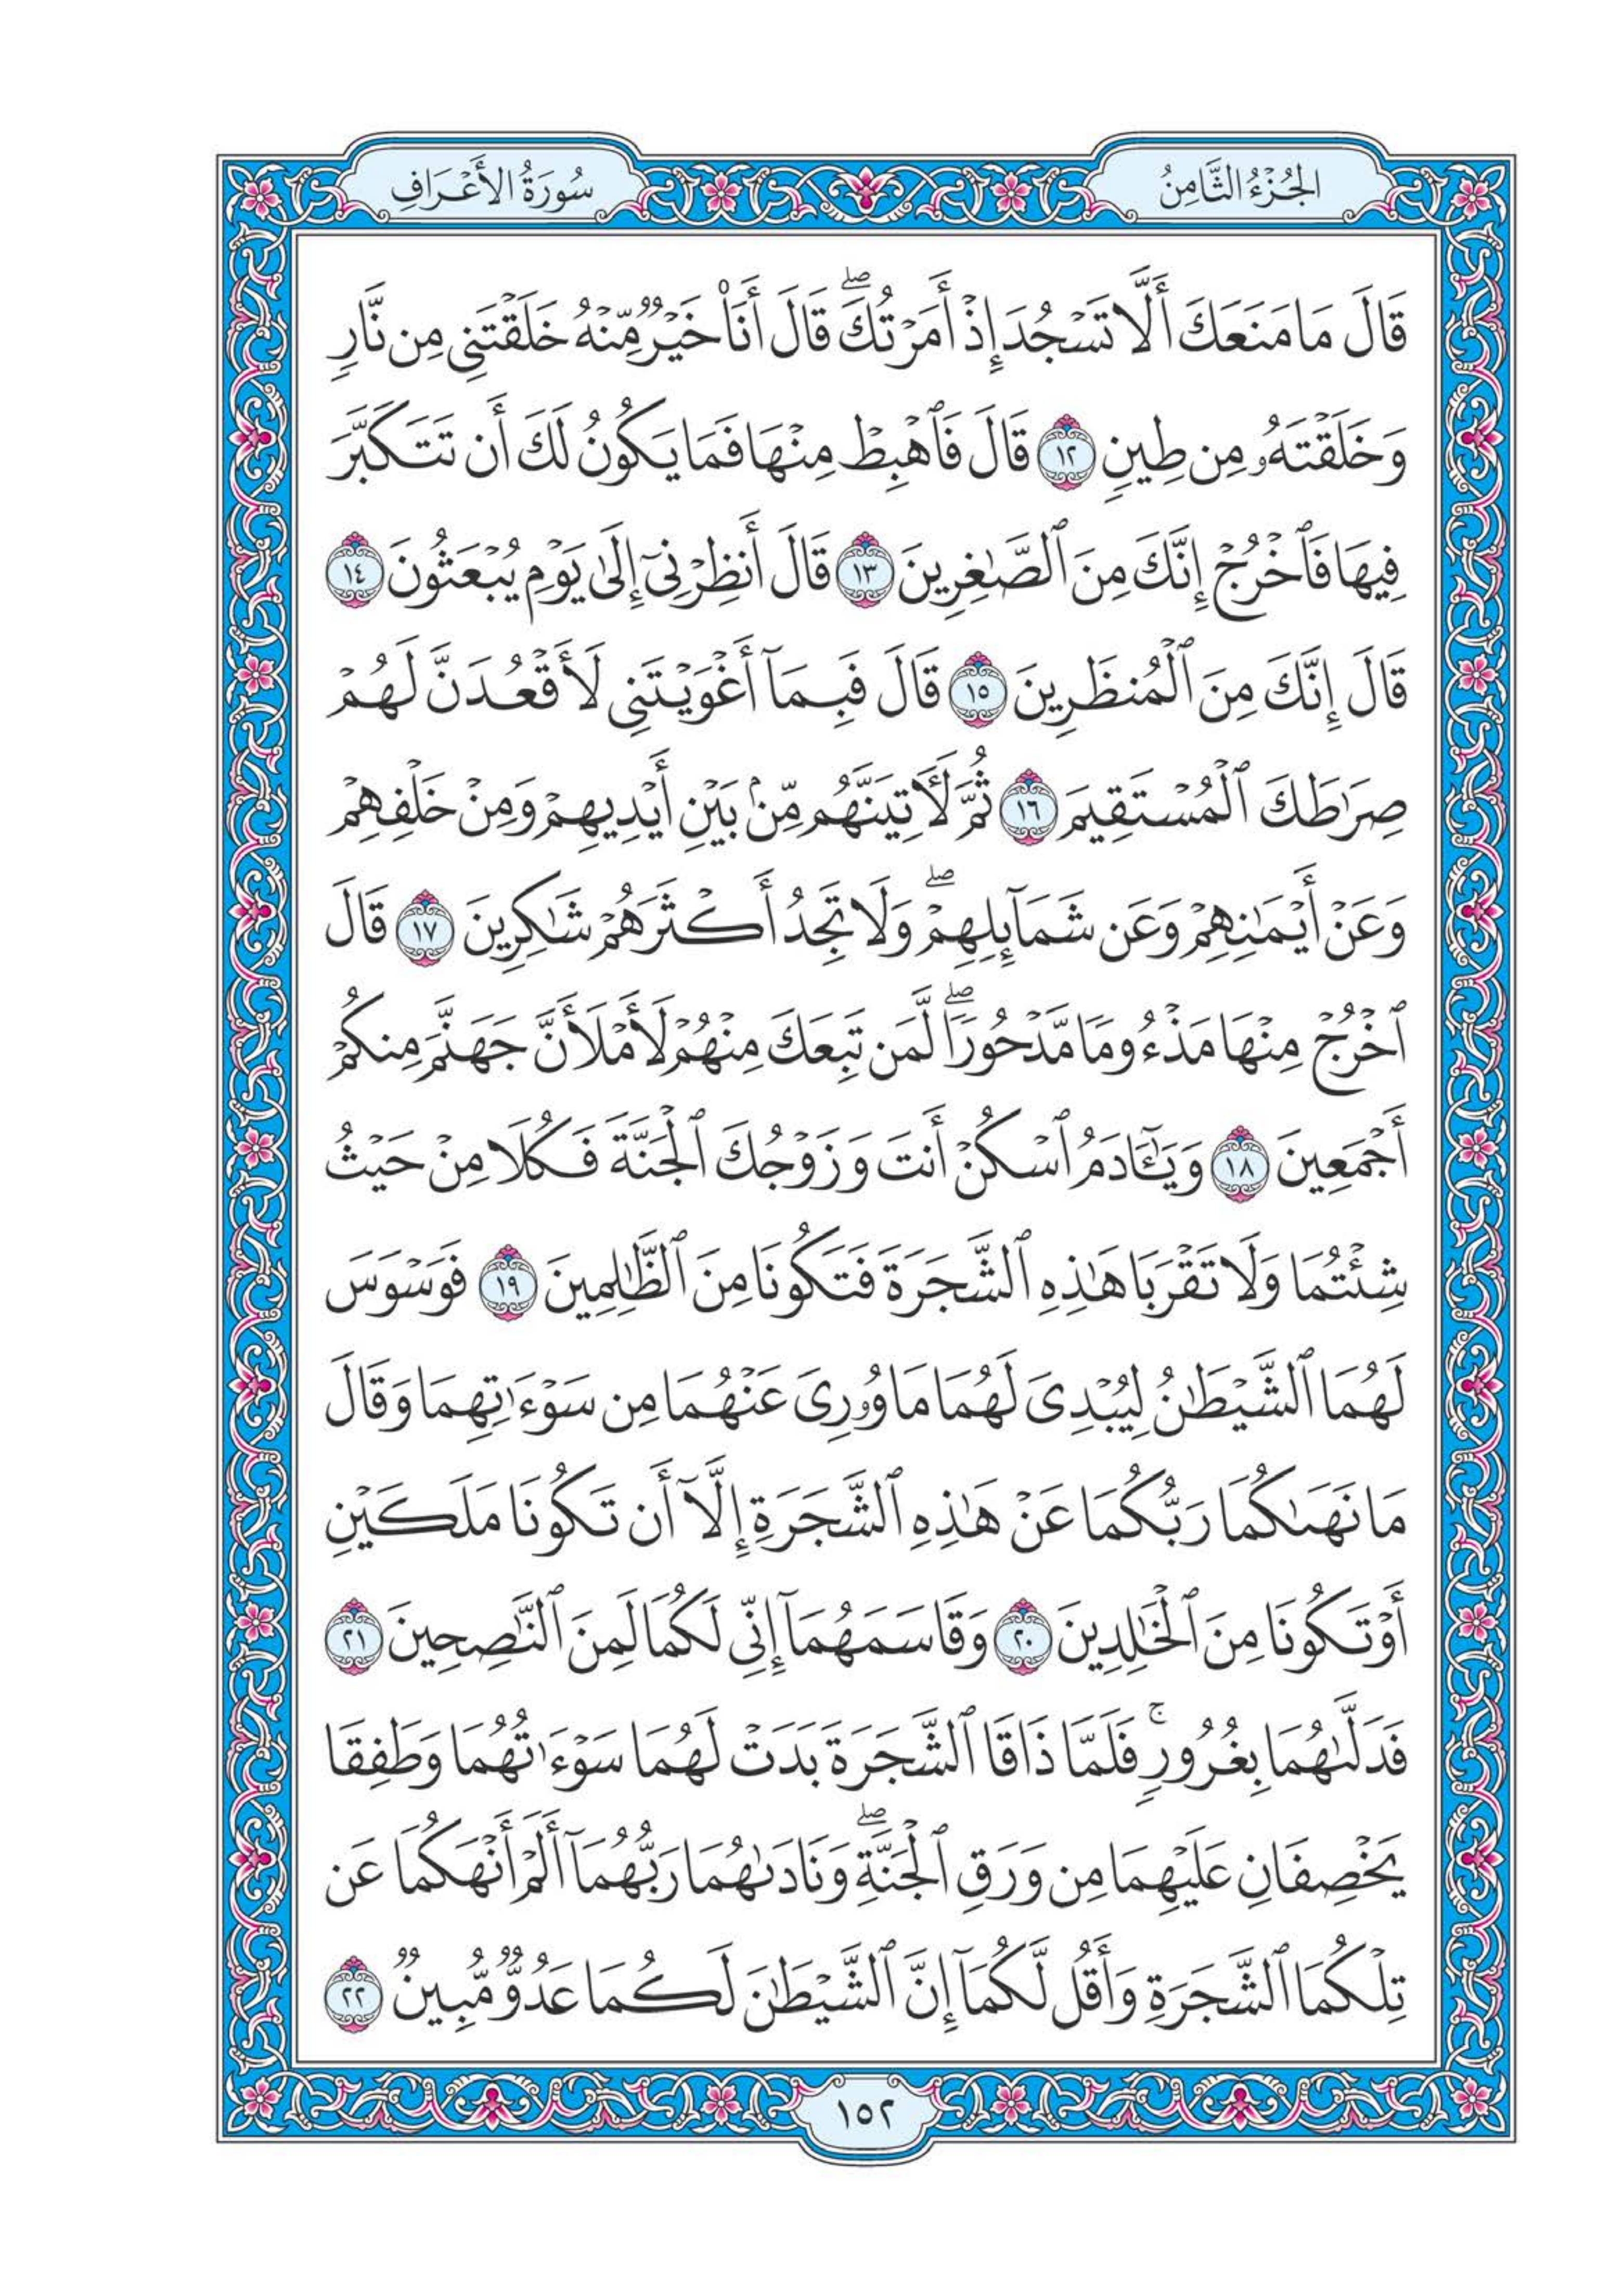 الجُزْءُ الثَّامِنُ
سُورَةُ الأَعْرَافِ
قَالَ مَا مَنَعَكَ أَلَّا تَسْجُدَ إِذْ أَمَرْتُكَۖ قَالَ أَنَا۠ خَيْرٌ مِّنْهُ خَلَقْتَنِى مِن نَّارٍ
وَخَلَقْتَهُۥ مِن طِينٍ ١٢ قَالَ فَٱهْبِطْ مِنْهَا فَمَا يَكُونُ لَكَ أَن تَتَكَبَّرَ
فِيهَا فَٱخْرُجْ إِنَّكَ مِنَ ٱلصَّٰغِرِينَ ١٣ قَالَ أَنظِرْنِىٓ إِلَىٰ يَوْمِ يُبْعَثُونَ ١٤
قَالَ إِنَّكَ مِنَ ٱلْمُنظَرِينَ ١٥ قَالَ فَبِمَآ أَغْوَيْتَنِى لَأَقْعُدَنَّ لَهُمْ
صِرَٰطَكَ ٱلْمُسْتَقِيمَ ١٦ ثُمَّ لَأٓتِيَنَّهُم مِّنۢ بَيْنِ أَيْدِيهِمْ وَمِنْ خَلْفِهِمْ
وَعَنْ أَيْمَٰنِهِمْ وَعَن شَمَآئِلِهِمْۖ وَلَا تَجِدُ أَكْثَرَهُمْ شَٰكِرِينَ ١٧ قَالَ
ٱخْرُجْ مِنْهَا مَذْءُومًا مَّدْحُورًاۖ لَّمَن تَبِعَكَ مِنْهُمْ لَأَمْلَأَنَّ جَهَنَّمَ مِنكُمْ
أَجْمَعِينَ ١٨ وَيَٰٓـَٔادَمُ ٱسْكُنْ أَنتَ وَزَوْجُكَ ٱلْجَنَّةَ فَكُلَا مِنْ حَيْثُ
شِئْتُمَا وَلَا تَقْرَبَا هَٰذِهِ ٱلشَّجَرَةَ فَتَكُونَا مِنَ ٱلظَّٰلِمِينَ ١٩ فَوَسْوَسَ
لَهُمَا ٱلشَّيْطَٰنُ لِيُبْدِىَ لَهُمَا مَا وُۥرِىَ عَنْهُمَا مِن سَوْءَٰتِهِمَا وَقَالَ
مَا نَهَىٰكُمَا رَبُّكُمَا عَنْ هَٰذِهِ ٱلشَّجَرَةِ إِلَّآ أَن تَكُونَا مَلَكَيْنِ
أَوْ تَكُونَا مِنَ ٱلْخَٰلِدِينَ ٢٠ وَقَاسَمَهُمَآ إِنِّى لَكُمَا لَمِنَ ٱلنَّٰصِحِينَ ٢١
فَدَلَّىٰهُمَا بِغُرُورٍۚ فَلَمَّا ذَاقَا ٱلشَّجَرَةَ بَدَتْ لَهُمَا سَوْءَٰتُهُمَا وَطَفِقَا
يَخْصِفَانِ عَلَيْهِمَا مِن وَرَقِ ٱلْجَنَّةِۖ وَنَادَىٰهُمَا رَبُّهُمَآ أَلَمْ أَنْهَكُمَا عَن
تِلْكُمَا ٱلشَّجَرَةِ وَأَقُل لَّكُمَآ إِنَّ ٱلشَّيْطَٰنَ لَكُمَا عَدُوٌّ مُّبِينٌ ٢٢
١٥٢